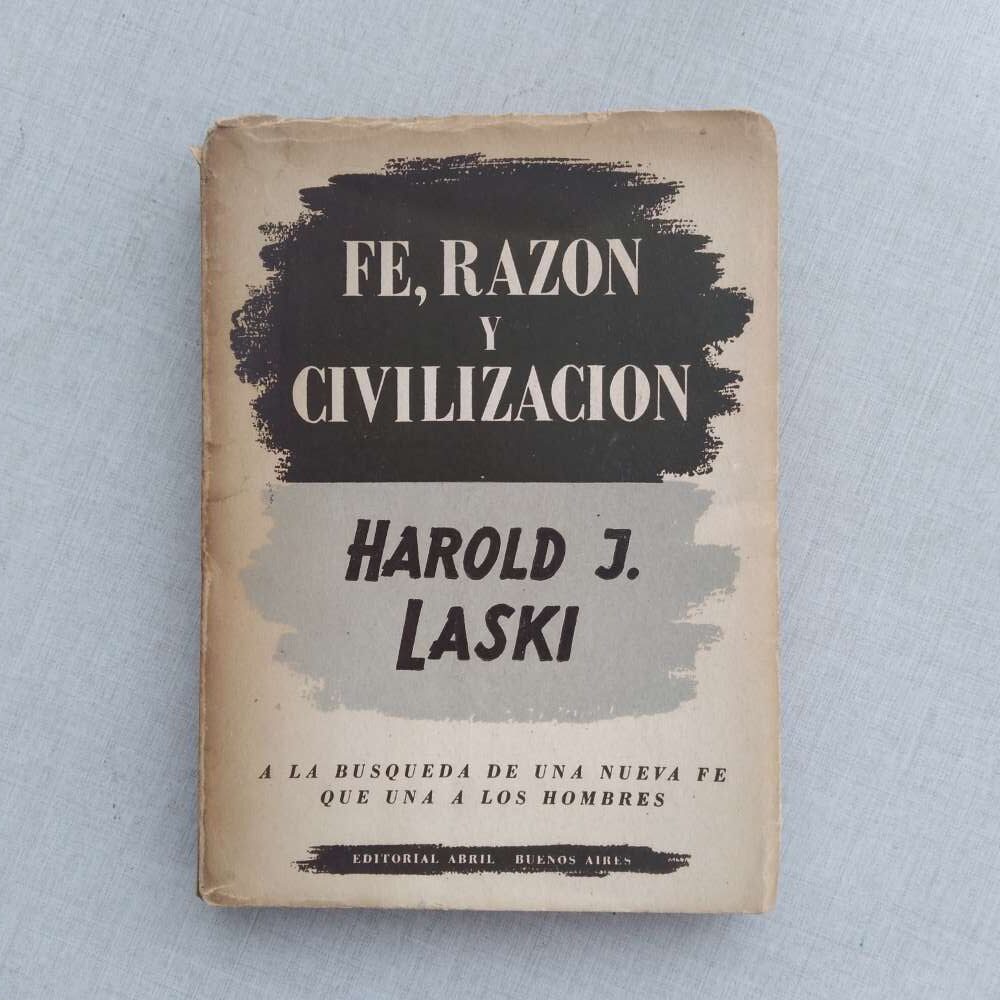 FE, RAZON
Y
CIVILIZACION
HAROLD J.
LASKI
A LA BUSQUEDA DE UNA NUEVA FE
QUE UNA A LOS HOMBRES
EDITORIAL ABRIL BUENOS AIRES